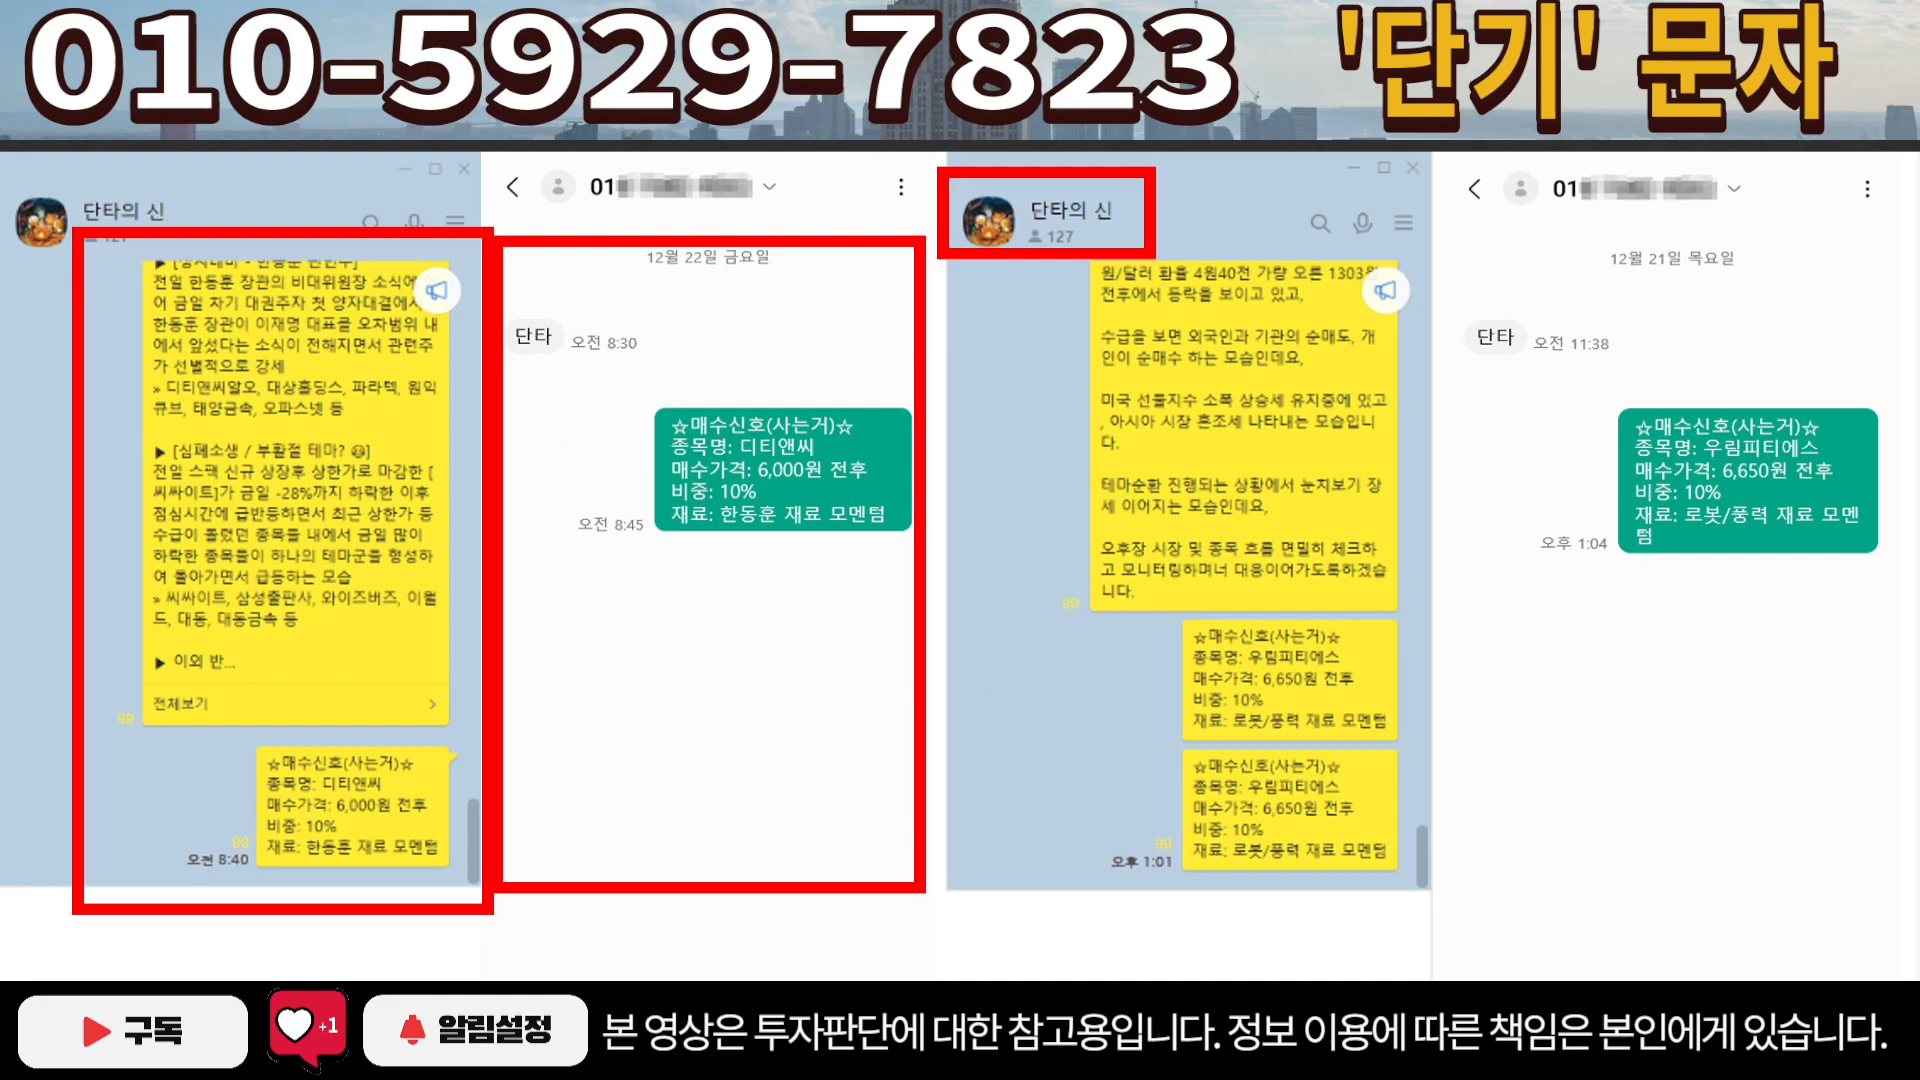 010-5929-7823 '단기' 문자
단타의 신
127
전일 한동훈 장관의 비대위원장 소식에
어 금일 차기 대권주자 첫 양자대결에서
한동훈 장관이 이재명 대표를 오차범위 내
에서 앞섰다는 소식이 전해지면서 관련주
가 선별적으로 강세
» 디티앤씨알오, 대상홀딩스, 파라텍, 원익
큐브, 태양금속, 오파스넷 등
▶ [심폐소생 / 부활절 테마? 😂]
전일 스팩 신규 상장후 상한가로 마감한 [
씨싸이트]가 금일 -28%까지 하락한 이후
점심시간에 급반등하면서 최근 상한가 등
수급이 몰렸던 종목들 내에서 금일 많이
하락한 종목들이 하나의 테마군을 형성하
여 돌아가면서 급등하는 모습
» 씨싸이트, 삼성출판사, 와이즈버즈, 이월
드, 대동, 대동금속 등
▶ 이외 반...
전체보기
99
☆매수신호(사는거)☆
종목명: 디티앤씨
매수가격: 6,000원 전후
비중: 10%
재료: 한동훈 재료 모멘텀
99
오전 8:40
01
12월 22일 금요일
단타
오전 8:30
☆매수신호(사는거)☆
종목명: 디티앤씨
매수가격: 6,000원 전후
비중: 10%
재료: 한동훈 재료 모멘텀
오전 8:45
단타의 신
127
원/달러 환율 4원40전 가량 오른 1303원
전후에서 등락을 보이고 있고,
수급을 보면 외국인과 기관의 순매도, 개
인이 순매수 하는 모습인데요,
미국 선물지수 소폭 상승세 유지중에 있고
, 아시아 시장 혼조세 나타내는 모습입니
다.
테마순환 진행되는 상황에서 눈치보기 장
세 이어지는 모습인데요,
오후장 시장 및 종목 흐름 면밀히 체크하
고 모니터링하며너 대응이어가도록하겠습
니다.
99
☆매수신호(사는거)☆
종목명: 우림피티에스
매수가격: 6,650원 전후
비중: 10%
재료: 로봇/풍력 재료 모멘텀
☆매수신호(사는거)☆
종목명: 우림피티에스
매수가격: 6,650원 전후
비중: 10%
재료: 로봇/풍력 재료 모멘텀
99
오후 1:01
01
12월 21일 목요일
단타
오전 11:38
☆매수신호(사는거)☆
종목명: 우림피티에스
매수가격: 6,650원 전후
비중: 10%
재료: 로봇/풍력 재료 모멘
텀
오후 1:04
구독
+1
알림설정
본 영상은 투자판단에 대한 참고용입니다. 정보 이용에 따른 책임은 본인에게 있습니다.